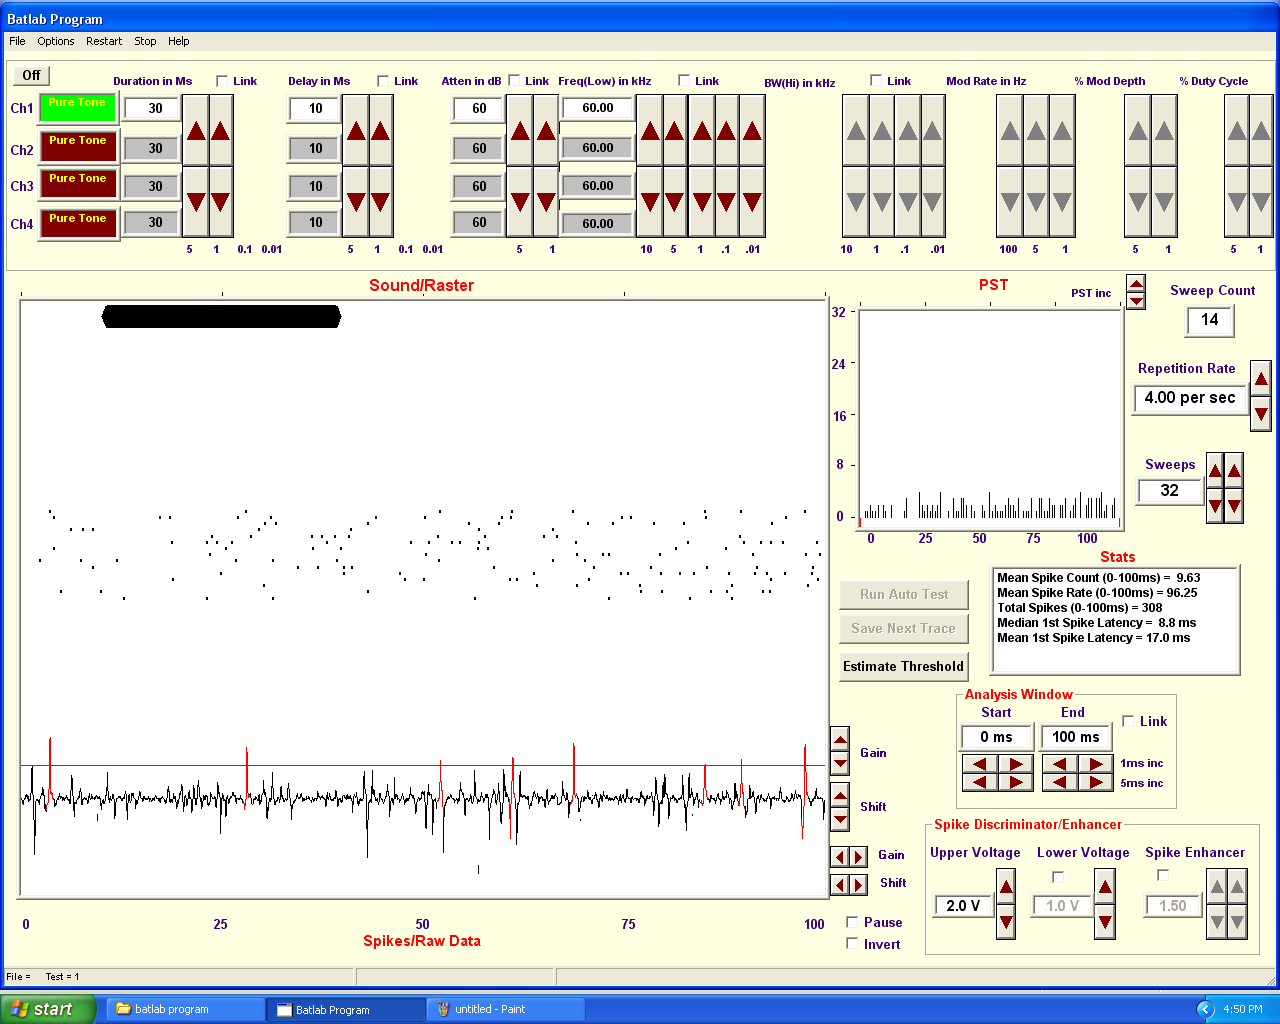 Batlab Program
File Options Restart Stop Help
Off
Duration in Ms Link Delay in Ms Link Atten in dB Link Freq(Low) in kHz Link BW(Hi) in kHz Link Mod Rate in Hz % Mod Depth % Duty Cycle
Ch1 Pure Tone 30 10 60 60.00
Ch2 Pure Tone 30 10 60 60.00
Ch3 Pure Tone 30 10 60 60.00
Ch4 Pure Tone 30 10 60 60.00
5 1 0.1 0.01 5 1 0.1 0.01 5 1 10 5 1 .1 .01 10 1 .1 .01 100 5 1 5 1 5 1
Sound/Raster
PST
PST inc
Sweep Count
14
32
24
16
8
0
0 25 50 75 100
Repetition Rate
4.00 per sec
Sweeps
32
Stats
Mean Spike Count (0-100ms) = 9.63
Mean Spike Rate (0-100ms) = 96.25
Total Spikes (0-100ms) = 308
Median 1st Spike Latency = 8.8 ms
Mean 1st Spike Latency = 17.0 ms
Run Auto Test
Save Next Trace
Estimate Threshold
Analysis Window
Start End Link
0 ms 100 ms
1ms inc
5ms inc
Gain
Shift
Gain
Shift
Spike Discriminator/Enhancer
Upper Voltage Lower Voltage Spike Enhancer
2.0 V 1.0 V 1.50
Pause
Invert
0 25 50 75 100
Spikes/Raw Data
File = Test = 1
start batlab program Batlab Program untitled - Paint 4:50 PM